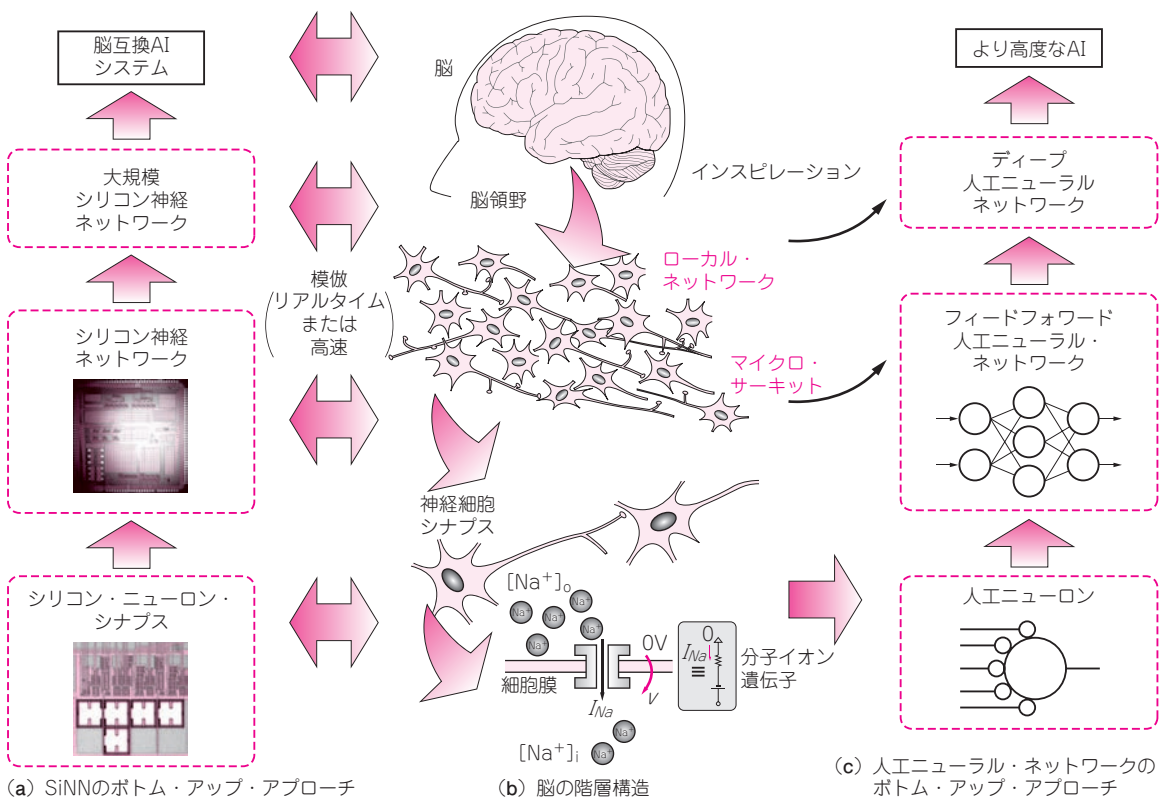 脳互換AI
システム
大規模
シリコン神経
ネットワーク
シリコン神経
ネットワーク
シリコン・ニューロン・
シナプス
(a) SiNNのボトム・アップ・アプローチ
模倣
(リアルタイム
または
高速)
脳
脳領野
ローカル・
ネットワーク
マイクロ・
サーキット
神経細胞
シナプス
[Na+]o
Na+
Na+
Na+
Na+
Na+
0V
細胞膜
v
INa
[Na+]i
Na+
Na+
0
INa
≡
分子イオン
遺伝子
(b) 脳の階層構造
インスピレーション
より高度なAI
ディープ
人工ニューラル
ネットワーク
フィードフォワード
人工ニューラル・
ネットワーク
人工ニューロン
(c) 人工ニューラル・ネットワークの
ボトム・アップ・アプローチ